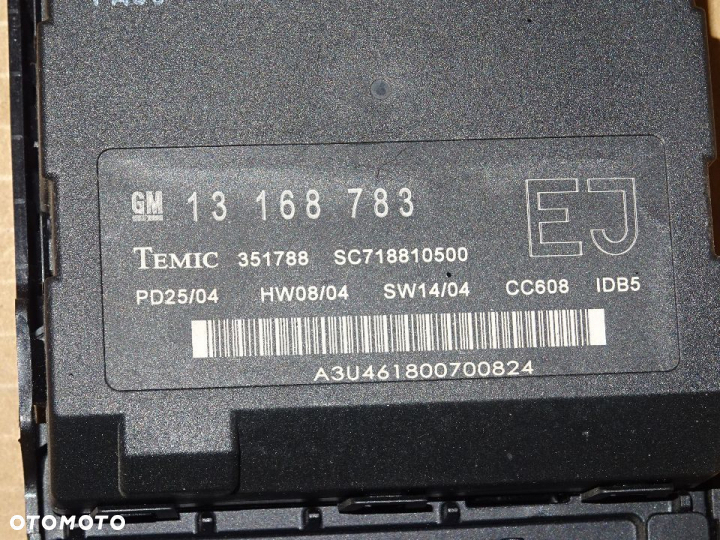 GM 13 168 783 EJ
TEMIC 351788 SC718810500
PD25/04 HW08/04 SW14/04 CC608 IDB5
A3U461800700824
OTOMOTO